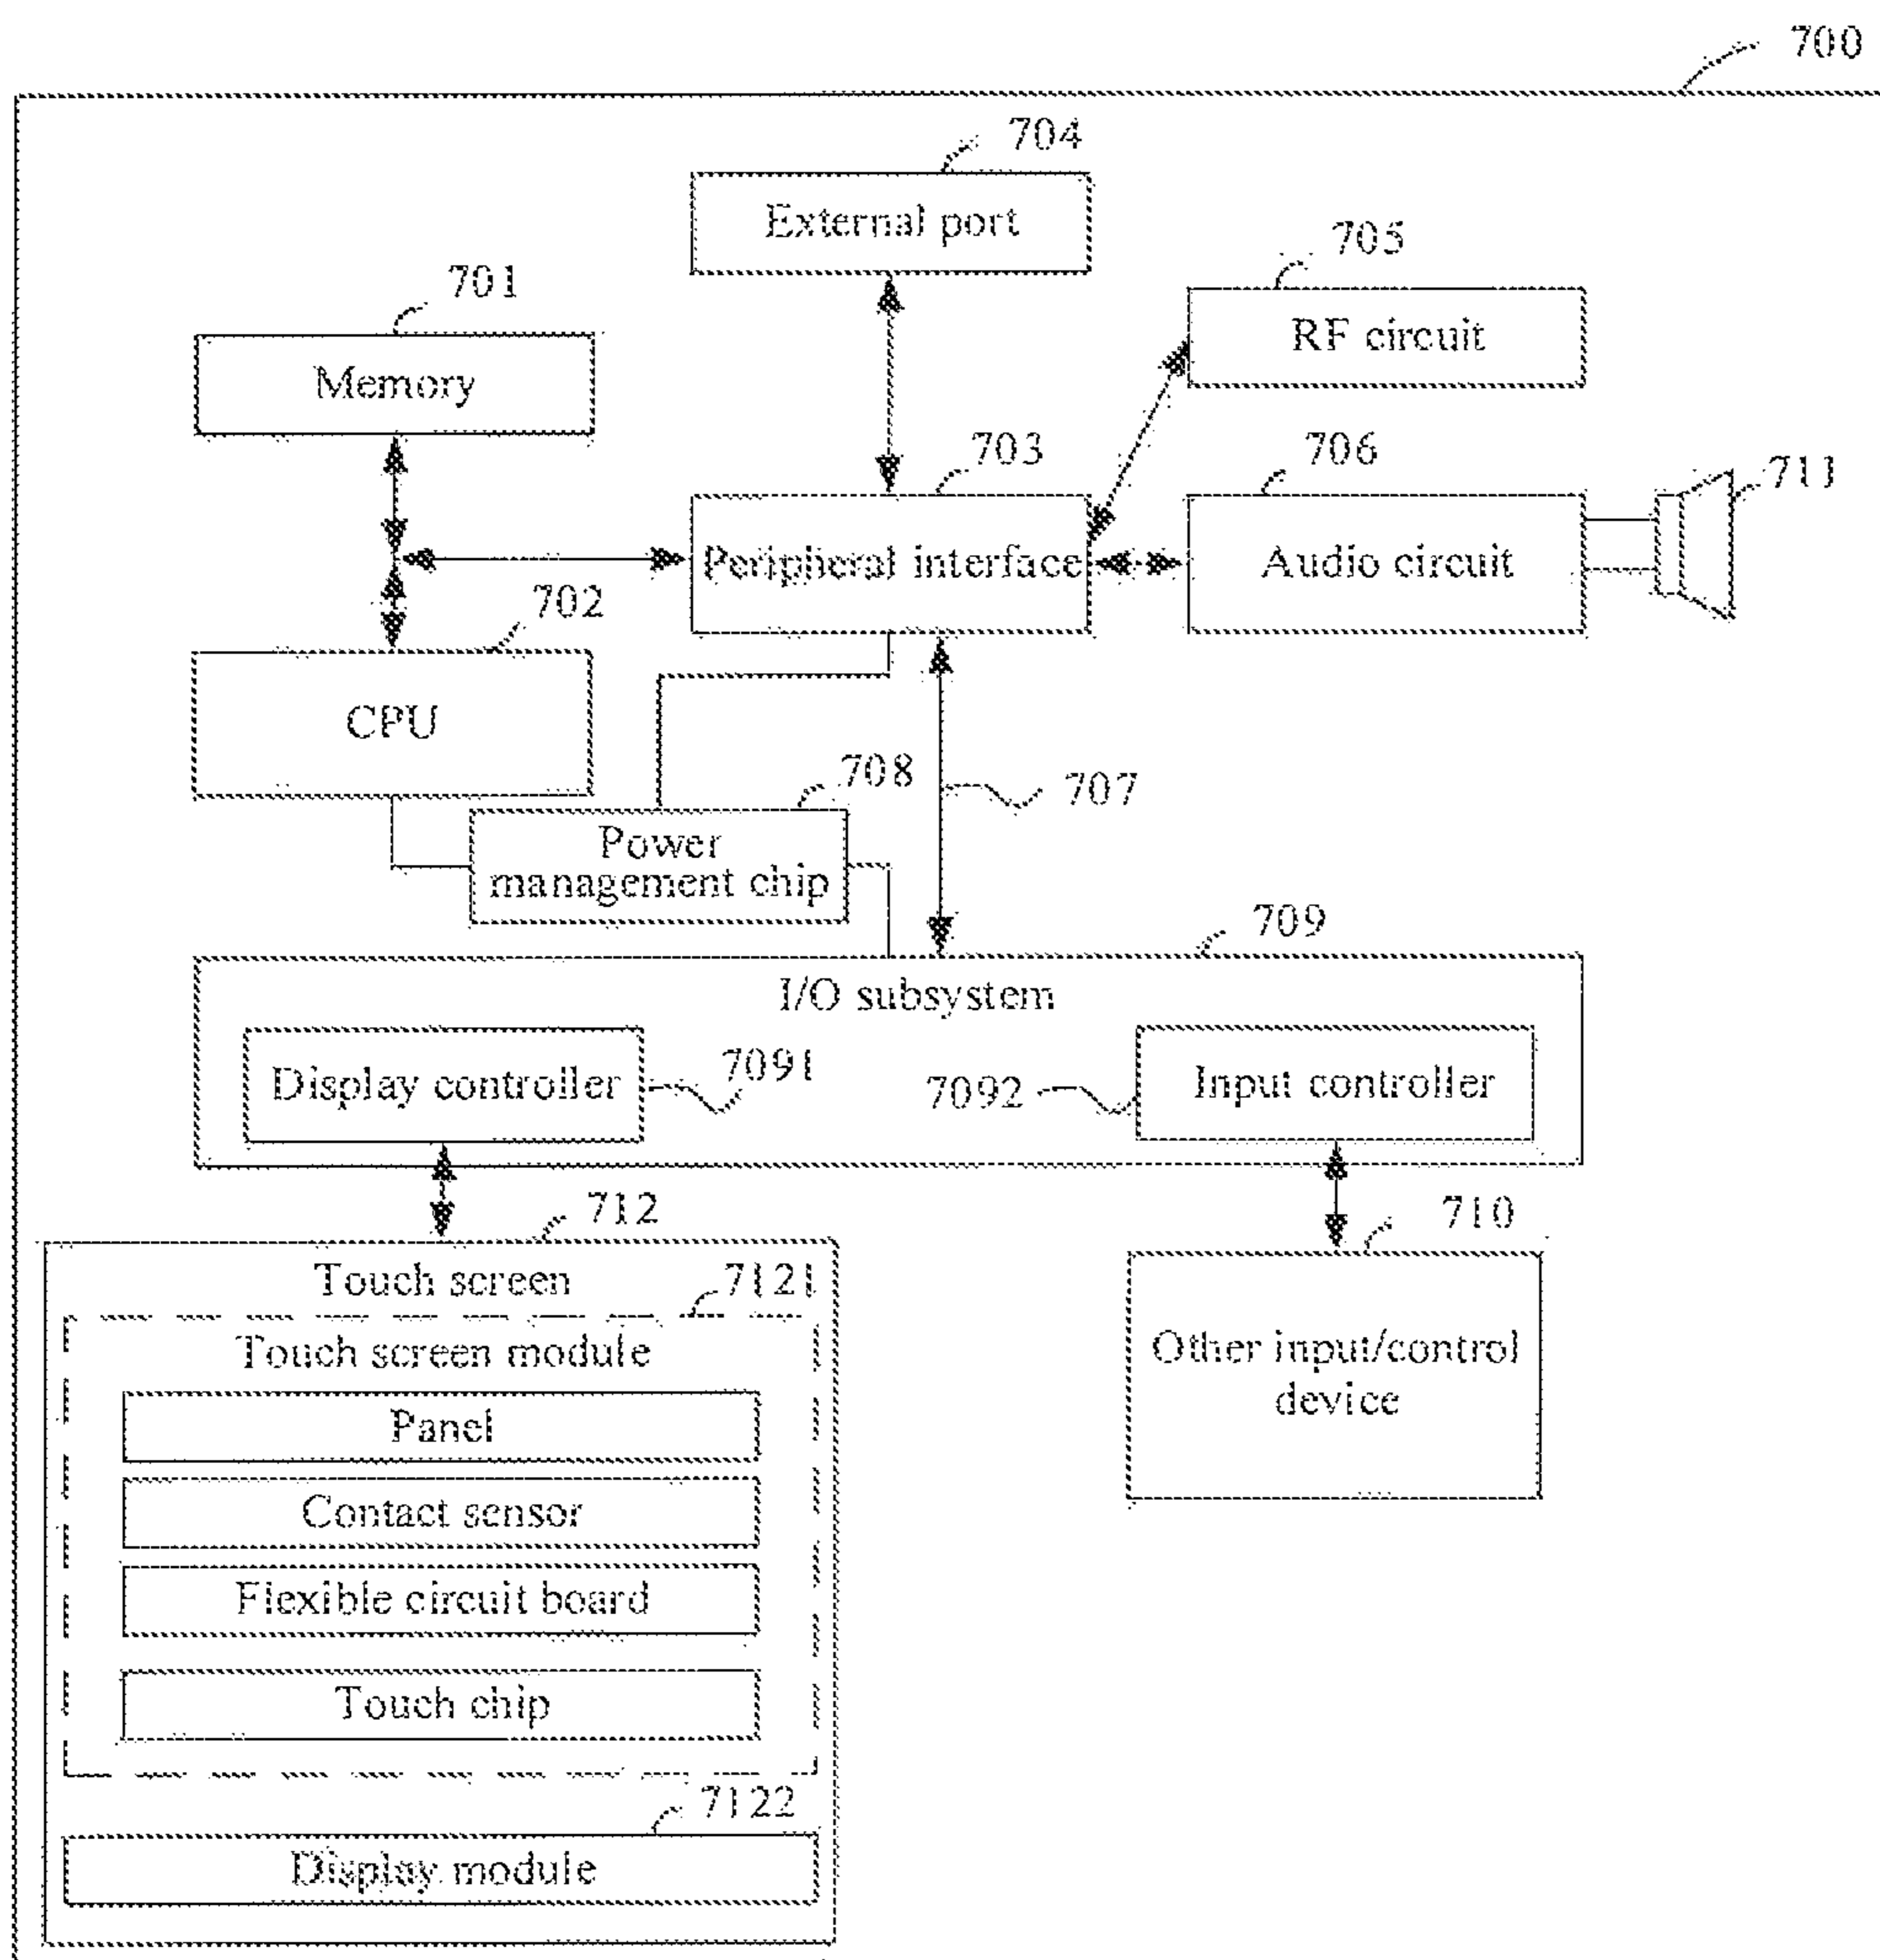 700
704
External port
705
RF circuit
701
Memory
703
Peripheral interface
706
Audio circuit
711
702
CPU
708
Power
management chip
707
709
I/O subsystem
Display controller
7091
7092
Input controller
712
Touch screen
7121
Touch screen module
Panel
Contact sensor
Flexible circuit board
Touch chip
7122
Display module
710
Other input/control
device